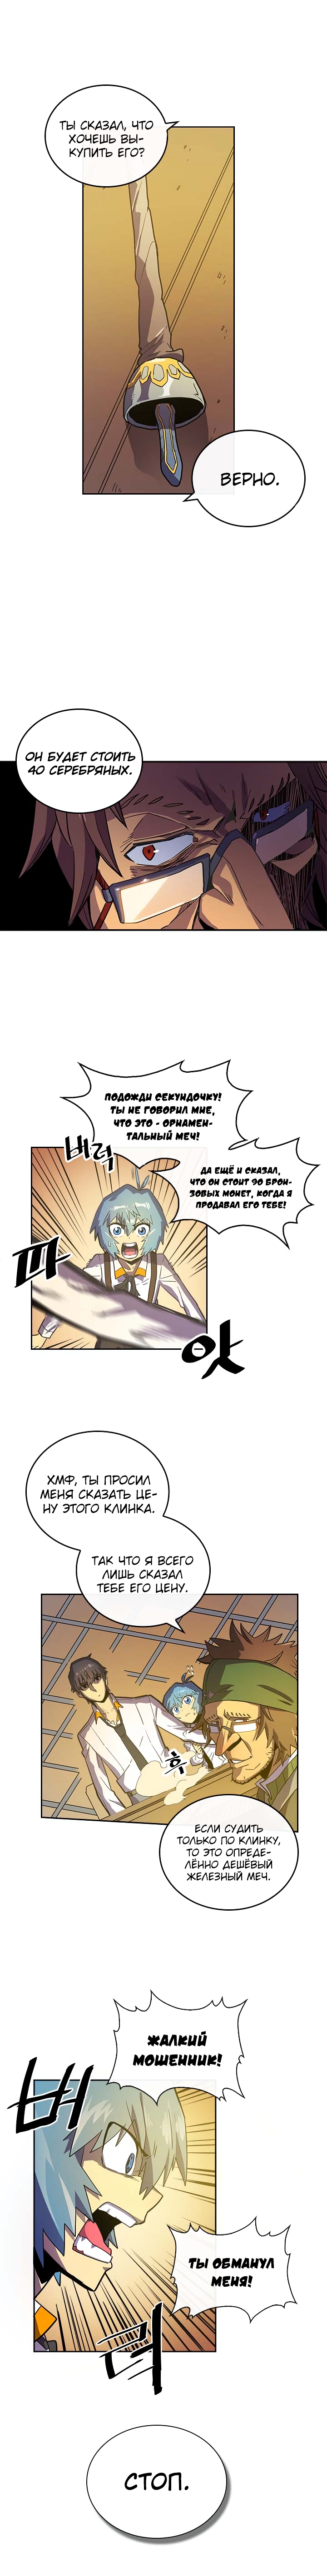 ТЫ СКАЗАЛ, ЧТО
ХОЧЕШЬ ВЫ-
КУПИТЬ ЕГО?
ВЕРНО.
ОН БУДЕТ СТОИТЬ
40 СЕРЕБРЯНЫХ.
ПОДОЖДИ СЕКУНДОЧКУ!
ТЫ НЕ ГОВОРИЛ МНЕ,
ЧТО ЭТО - ОРНАМЕН-
ТАЛЬНЫЙ МЕЧ!
버럭
ДА ЕЩЁ И СКАЗАЛ,
ЧТО ОН СТОИТ 90 БРОН-
ЗОВЫХ МОНЕТ, КОГДА Я
ПРОДАВАЛ ЕГО ТЕБЕ!
퍽
앗
ХМФ, ТЫ ПРОСИЛ
МЕНЯ СКАЗАТЬ ЦЕ-
НУ ЭТОГО КЛИНКА.
ТАК ЧТО Я ВСЕГО
ЛИШЬ СКАЗАЛ
ТЕБЕ ЕГО ЦЕНУ.
흑
ЕСЛИ СУДИТЬ
ТОЛЬКО ПО КЛИНКУ,
ТО ЭТО ОПРЕДЕ-
ЛЁННО ДЕШЁВЫЙ
ЖЕЛЕЗНЫЙ МЕЧ.
ЖАЛКИЙ
МОШЕННИК!
버
ТЫ ОБМАНУЛ
МЕНЯ!
럭
СТОП.